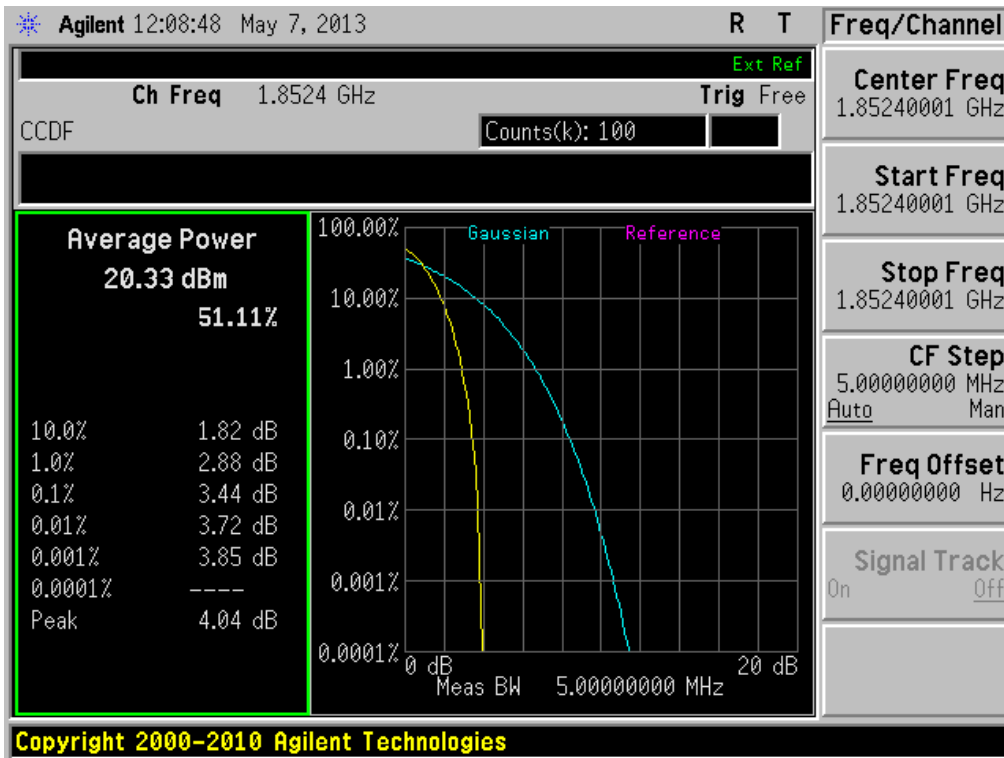 Agilent 12:08:48 May 7, 2013 R T
Ext Ref
Ch Freq 1.8524 GHz Trig Free
CCDF Counts(k): 100
Average Power
20.33 dBm
51.11%
10.0% 1.82 dB
1.0% 2.88 dB
0.1% 3.44 dB
0.01% 3.72 dB
0.001% 3.85 dB
0.0001% ----
Peak 4.04 dB
Gaussian Reference
100.00%
10.00%
1.00%
0.10%
0.01%
0.001%
0.0001%
0 dB 20 dB
Meas BW 5.00000000 MHz
Freq/Channel
Center Freq
1.85240001 GHz
Start Freq
1.85240001 GHz
Stop Freq
1.85240001 GHz
CF Step
5.00000000 MHz
Auto Man
Freq Offset
0.00000000 Hz
Signal Track
On Off
Copyright 2000-2010 Agilent Technologies